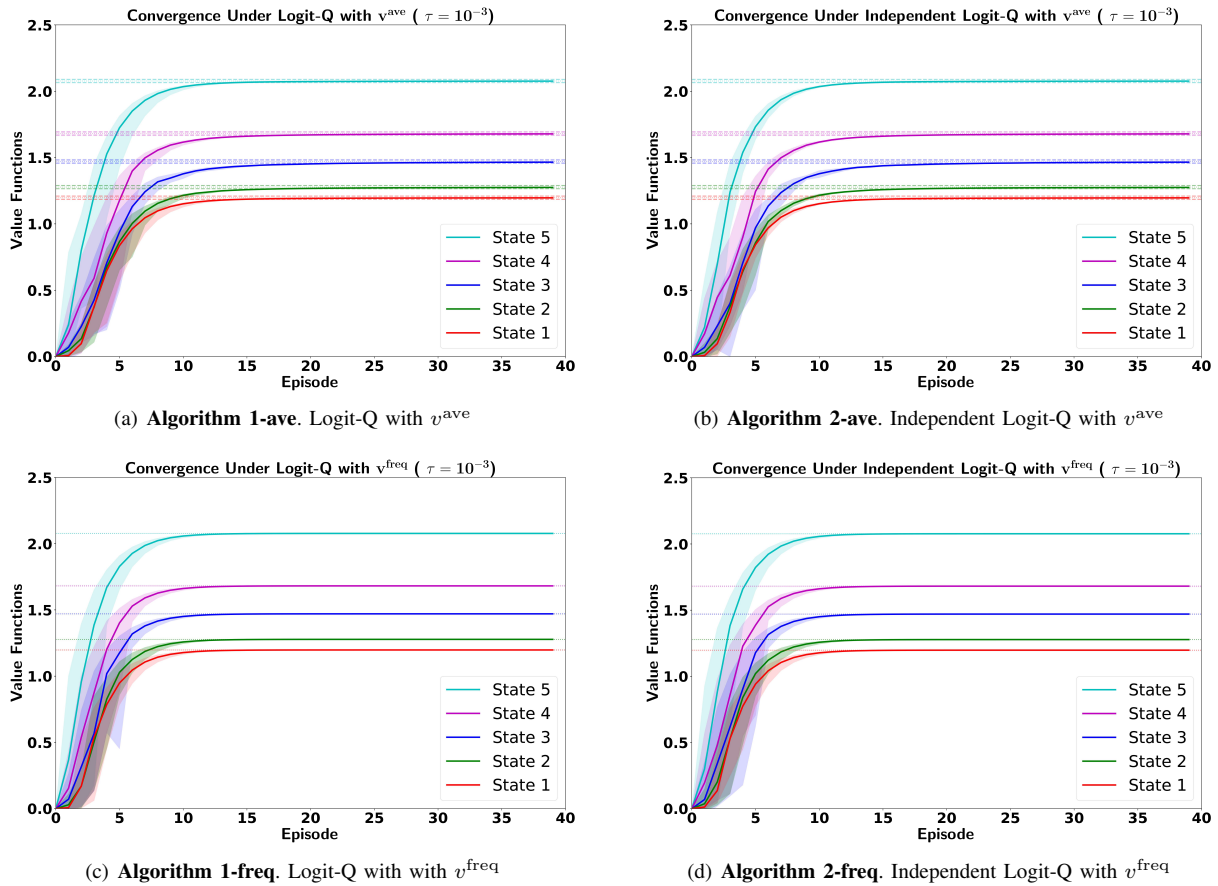 Convergence Under Logit-Q with v^ave ( τ = 10^-3)
2.5
2.0
1.5
1.0
0.5
0.0
Value Functions
State 5
State 4
State 3
State 2
State 1
0 5 10 15 20 25 30 35 40
Episode
(a) Algorithm 1-ave. Logit-Q with v^ave
Convergence Under Independent Logit-Q with v^ave ( τ = 10^-3)
2.5
2.0
1.5
1.0
0.5
0.0
Value Functions
State 5
State 4
State 3
State 2
State 1
0 5 10 15 20 25 30 35 40
Episode
(b) Algorithm 2-ave. Independent Logit-Q with v^ave
Convergence Under Logit-Q with v^freq ( τ = 10^-3)
2.5
2.0
1.5
1.0
0.5
0.0
Value Functions
State 5
State 4
State 3
State 2
State 1
0 5 10 15 20 25 30 35 40
Episode
(c) Algorithm 1-freq. Logit-Q with with v^freq
Convergence Under Independent Logit-Q with v^freq ( τ = 10^-3)
2.5
2.0
1.5
1.0
0.5
0.0
Value Functions
State 5
State 4
State 3
State 2
State 1
0 5 10 15 20 25 30 35 40
Episode
(d) Algorithm 2-freq. Independent Logit-Q with v^freq